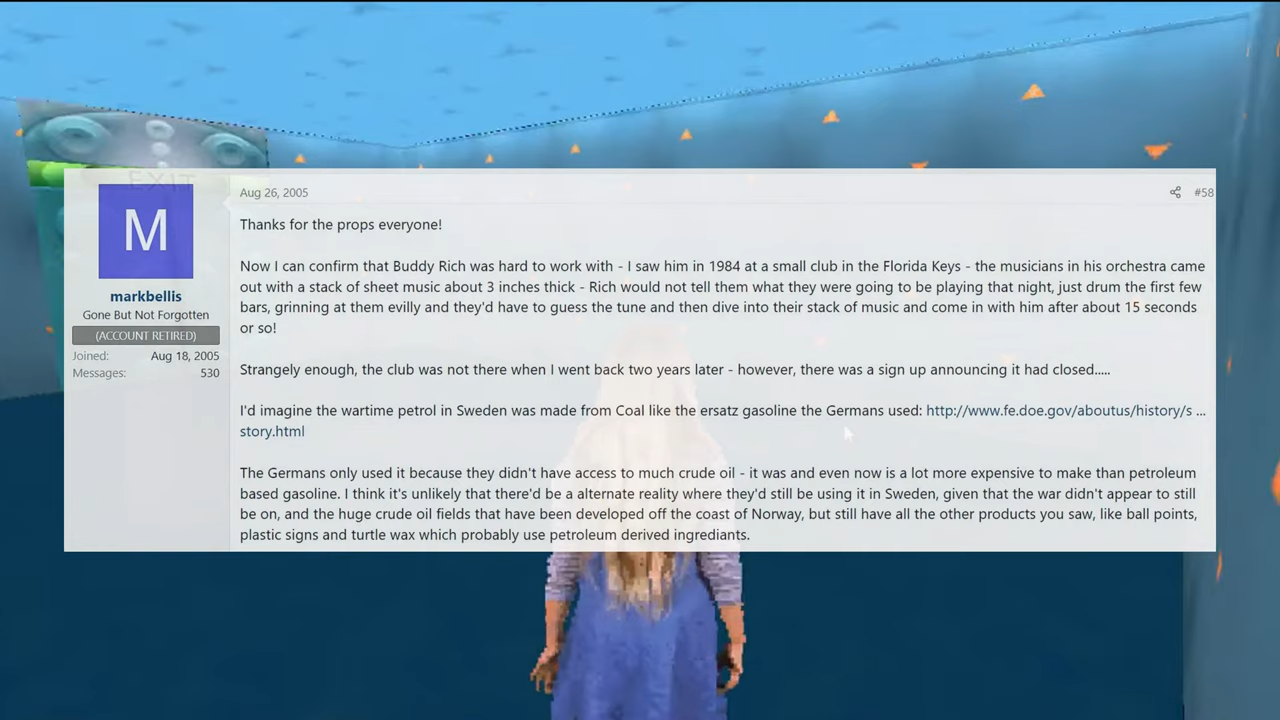 EXIT
Aug 26, 2005
#58
M
markbellis
Gone But Not Forgotten
(ACCOUNT RETIRED)
Joined: Aug 18, 2005
Messages: 530
Thanks for the props everyone!
Now I can confirm that Buddy Rich was hard to work with - I saw him in 1984 at a small club in the Florida Keys - the musicians in his orchestra came
out with a stack of sheet music about 3 inches thick - Rich would not tell them what they were going to be playing that night, just drum the first few
bars, grinning at them evilly and they'd have to guess the tune and then dive into their stack of music and come in with him after about 15 seconds
or so!
Strangely enough, the club was not there when I went back two years later - however, there was a sign up announcing it had closed.....
I'd imagine the wartime petrol in Sweden was made from Coal like the ersatz gasoline the Germans used: http://www.fe.doe.gov/aboutus/history/s ...
story.html
The Germans only used it because they didn't have access to much crude oil - it was and even now is a lot more expensive to make than petroleum
based gasoline. I think it's unlikely that there'd be a alternate reality where they'd still be using it in Sweden, given that the war didn't appear to still
be on, and the huge crude oil fields that have been developed off the coast of Norway, but still have all the other products you saw, like ball points,
plastic signs and turtle wax which probably use petroleum derived ingrediants.